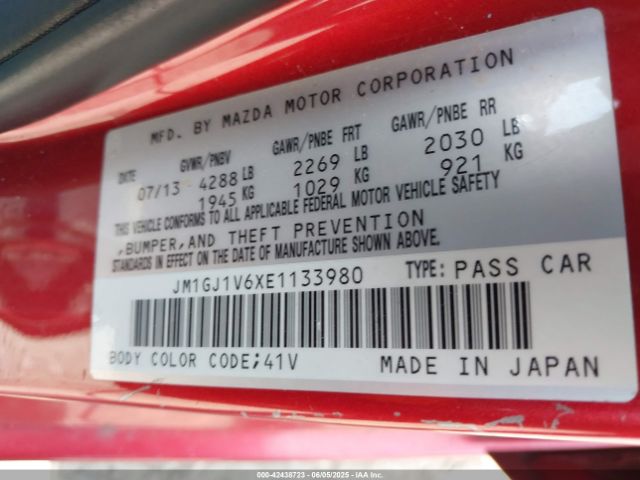 MFD. BY MAZDA MOTOR CORPORATION
DATE GVWR/PNBV GAWR/PNBE FRT GAWR/PNBE RR
07/13 4288 LB 2269 LB 2030 LB
1945 KG 1029 KG 921 KG
THIS VEHICLE CONFORMS TO ALL APPLICABLE FEDERAL MOTOR VEHICLE SAFETY
,BUMPER,AND THEFT PREVENTION
STANDARDS IN EFFECT ON THE DATE OF MANUFACTURE SHOWN ABOVE.
JM1GJ1V6XE1133980 TYPE: PASS CAR
BODY COLOR CODE;41V MADE IN JAPAN
000-42438723 - 06/05/2025 - IAA Inc.